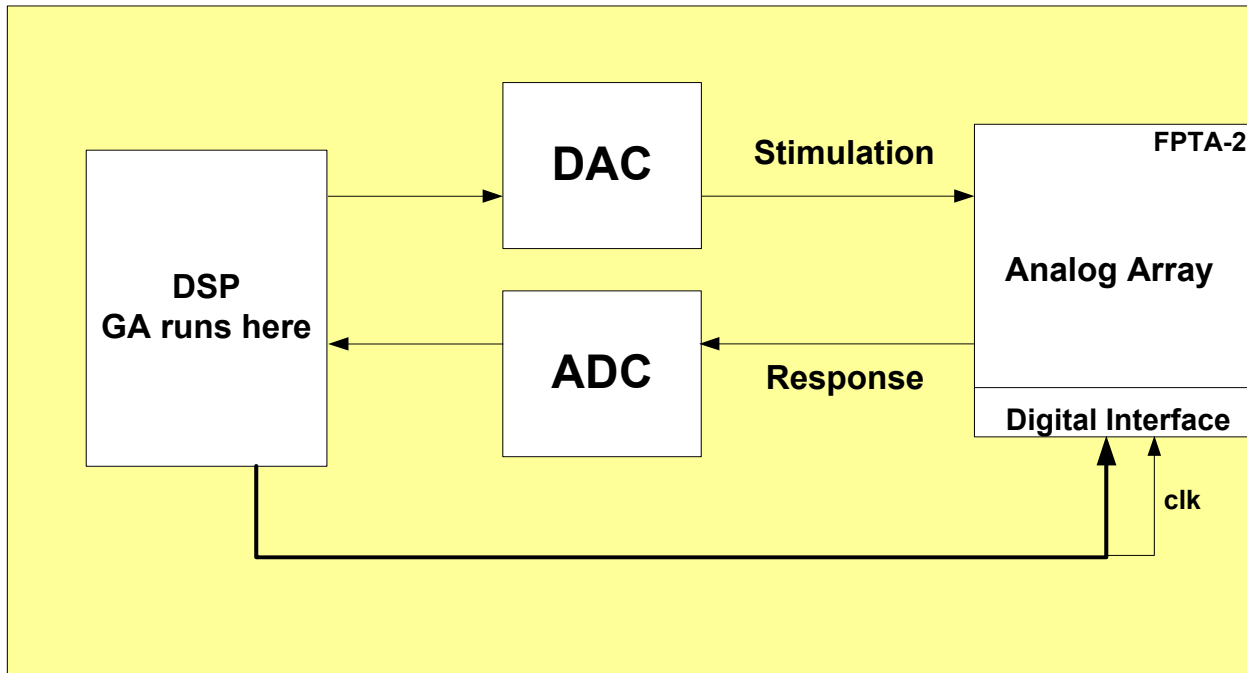 DSP
GA runs here
DAC
ADC
Stimulation
Response
FPTA-2
Analog Array
Digital Interface
clk